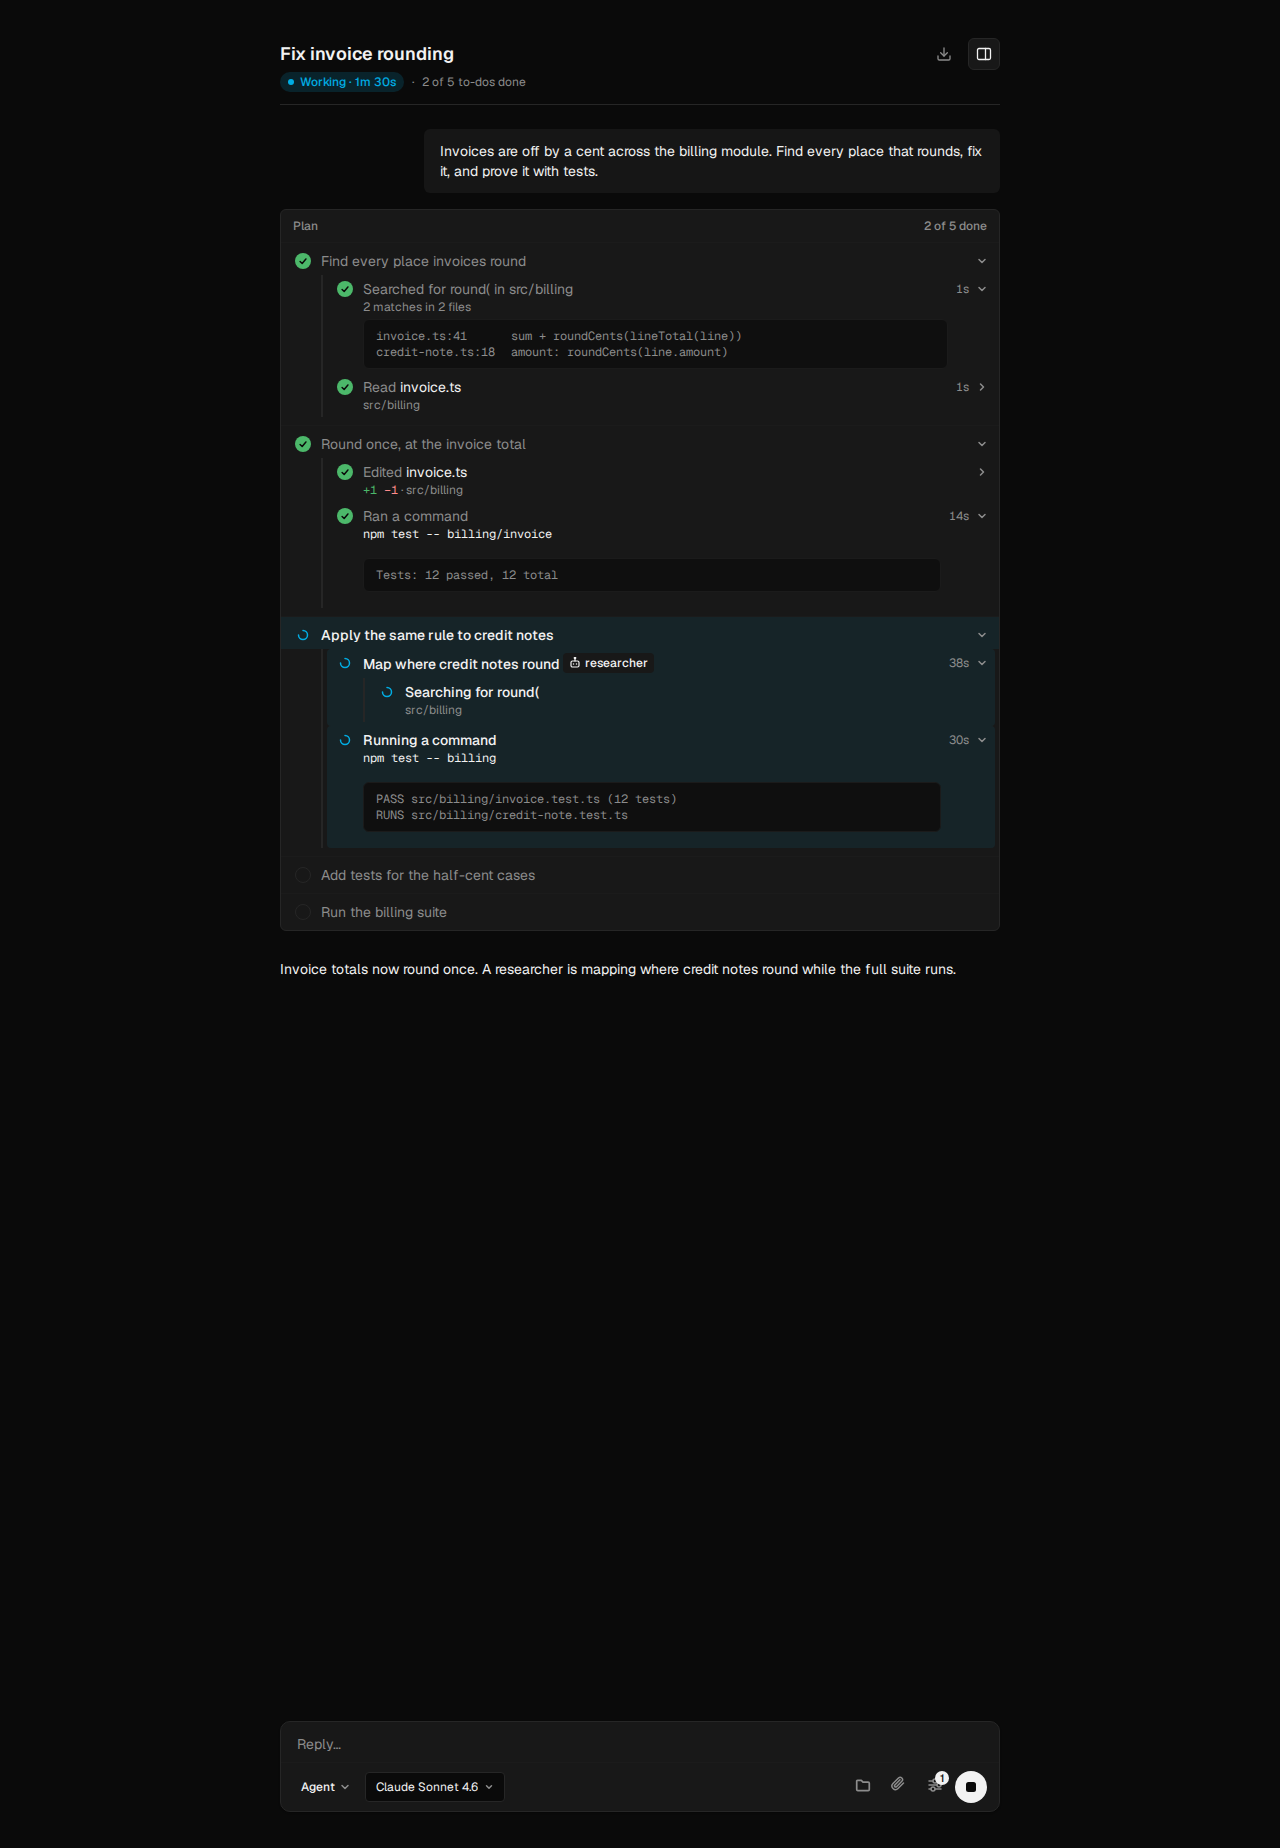 Fix invoice rounding
Working · 1m 30s · 2 of 5 to-dos done
Invoices are off by a cent across the billing module. Find every place that rounds, fix
it, and prove it with tests.
Plan 2 of 5 done
Find every place invoices round
Searched for round( in src/billing 1s
2 matches in 2 files
invoice.ts:41 sum + roundCents(lineTotal(line))
credit-note.ts:18 amount: roundCents(line.amount)
Read invoice.ts 1s
src/billing
Round once, at the invoice total
Edited invoice.ts
+1 −1 · src/billing
Ran a command 14s
npm test -- billing/invoice
Tests: 12 passed, 12 total
Apply the same rule to credit notes
Map where credit notes round researcher 38s
Searching for round(
src/billing
Running a command 30s
npm test -- billing
PASS src/billing/invoice.test.ts (12 tests)
RUNS src/billing/credit-note.test.ts
Add tests for the half-cent cases
Run the billing suite
Invoice totals now round once. A researcher is mapping where credit notes round while the full suite runs.
Reply...
Agent Claude Sonnet 4.6 1